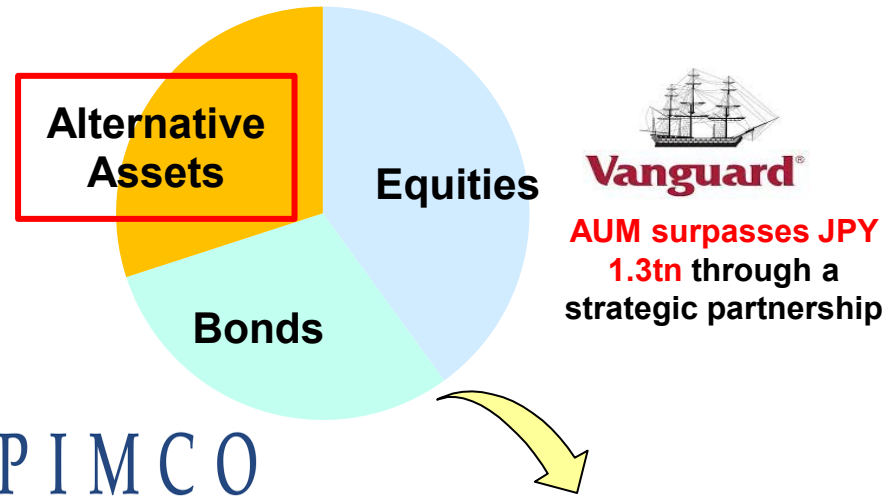 Alternative
Assets
Equities
Bonds
Vanguard®
AUM surpasses JPY
1.3tn through a
strategic partnership
PIMCO